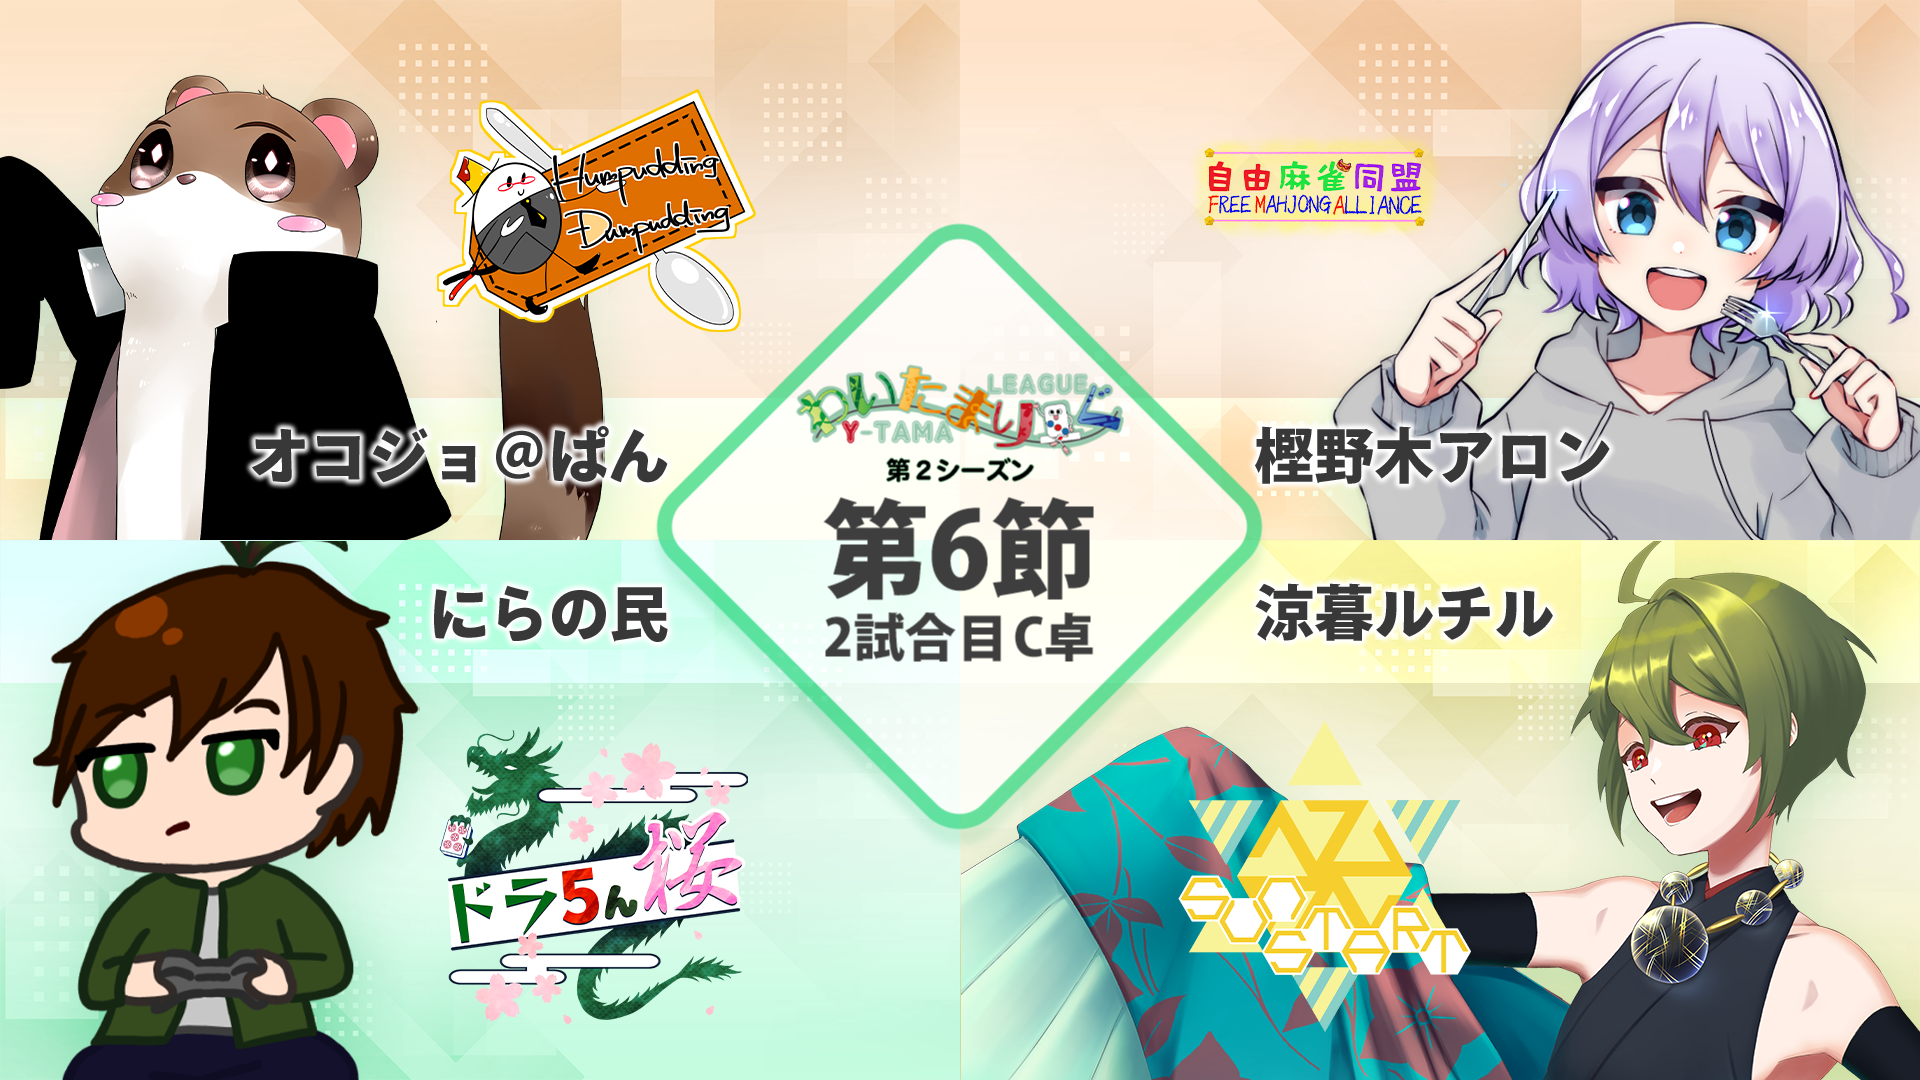 Humpudding
Dumpudding
オコジョ@ぱん
自由麻雀同盟
FREE MAHJONG ALLIANCE
樫野木アロン
わいたまりーぐ
LEAGUE
Y-TAMA
第2シーズン
第6節
2試合目 C卓
にらの民
ドラ5ん桜
涼暮ルチル
SUOSTART